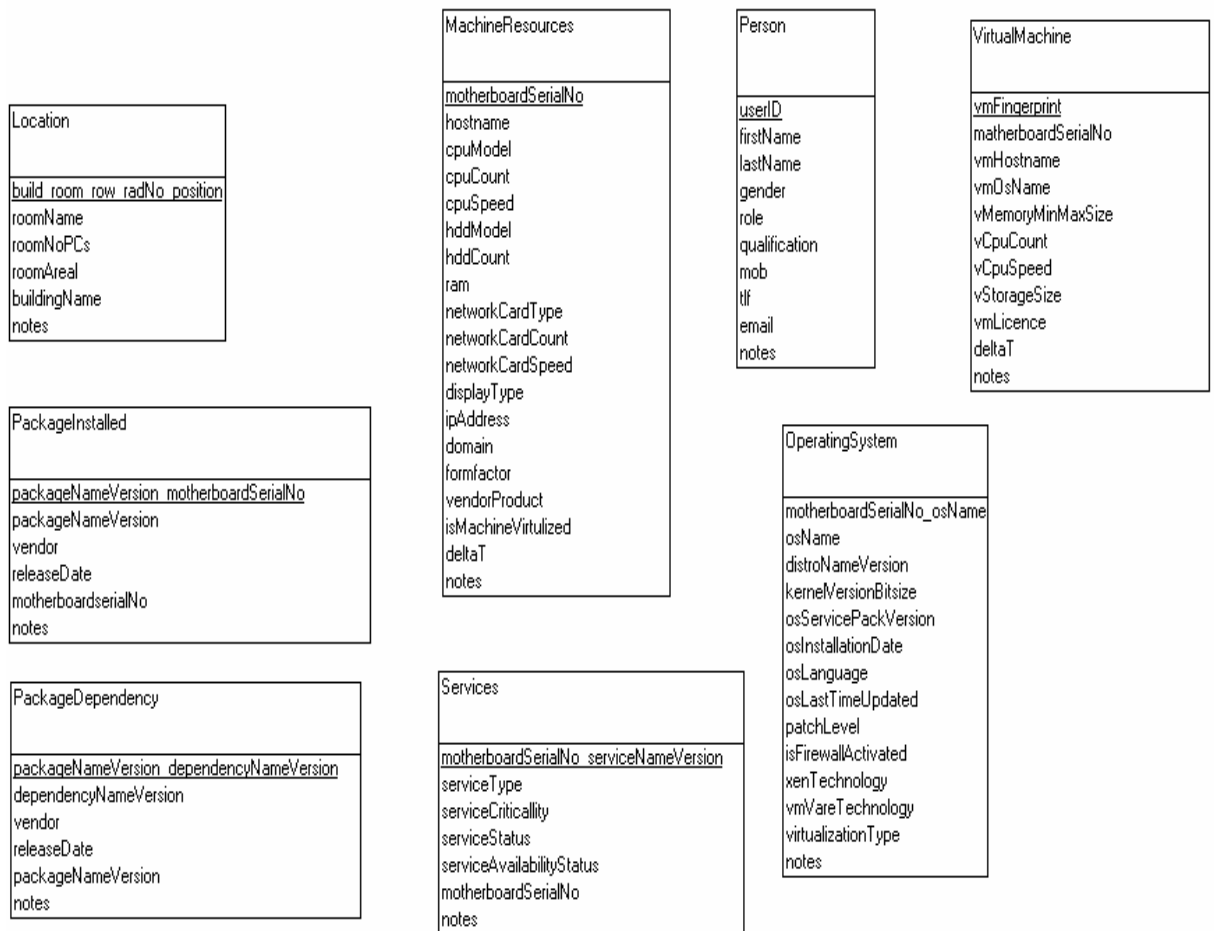 Location
build_room_row_radNo_position
roomName
roomNoPCs
roomAreal
buildingName
notes
PackageInstalled
packageNameVersion_motherboardSerialNo
packageNameVersion
vendor
releaseDate
motherboardserialNo
notes
PackageDependency
packageNameVersion_dependencyNameVersion
dependencyNameVersion
vendor
releaseDate
packageNameVersion
notes
MachineResources
motherboardSerialNo
hostname
cpuModel
cpuCount
cpuSpeed
hddModel
hddCount
ram
networkCardType
networkCardCount
networkCardSpeed
displayType
ipAddress
domain
formfactor
vendorProduct
isMachineVirtulized
deltaT
notes
Services
motherboardSerialNo_serviceNameVersion
serviceType
serviceCriticallity
serviceStatus
serviceAvailabilityStatus
motherboardSerialNo
notes
Person
userID
firstName
lastName
gender
role
qualification
mob
tlf
email
notes
VirtualMachine
vmFingerprint
matherboardSerialNo
vmHostname
vmOsName
vMemoryMinMaxSize
vCpuCount
vCpuSpeed
vStorageSize
vmLicence
deltaT
notes
OperatingSystem
motherboardSerialNo_osName
osName
distroNameVersion
kernelVersionBitsize
osServicePackVersion
osInstallationDate
osLanguage
osLastTimeUpdated
patchLevel
isFirewallActivated
xenTechnology
vmVareTechnology
virtualizationType
notes